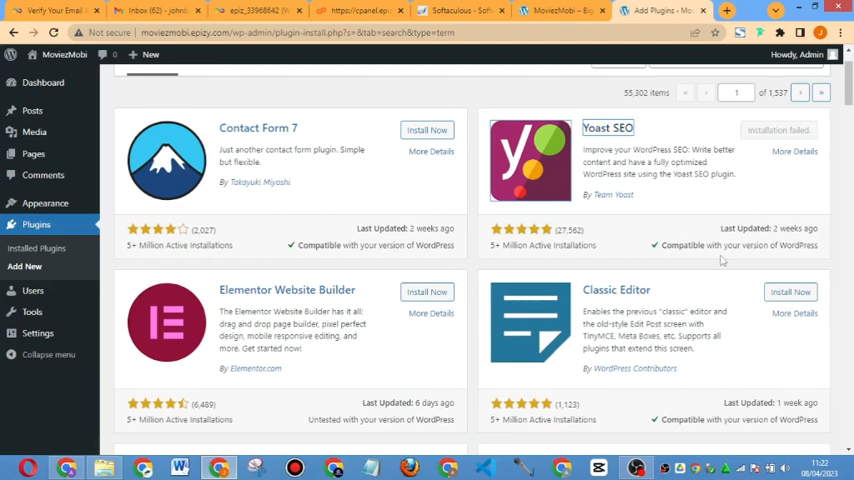 Verify Your Email A
Inbox (62) - johnb
epiz_33968642 (W
https://cpanel.ep
Softaculous - Soft
MoviezMobi – Big
Add Plugins ‹ Mov
Not secure | moviezmobi.epizy.com/wp-admin/plugin-install.php?s=&tab=search&type=term
MoviezMobi 0 + New
Howdy, Admin
Dashboard
Posts
Media
Pages
Comments
Appearance
Plugins
Installed Plugins
Add New
Users
Tools
Settings
Collapse menu
55,302 items « ‹ 1 of 1,537 › »
Contact Form 7
Install Now
More Details
Just another contact form plugin. Simple
but flexible.
By Takayuki Miyoshi
(2,027)
Last Updated: 2 weeks ago
5+ Million Active Installations
Compatible with your version of WordPress
Yoast SEO
Installation failed.
More Details
Improve your WordPress SEO: Write better
content and have a fully optimized
WordPress site using the Yoast SEO plugin.
By Team Yoast
(27,562)
Last Updated: 2 weeks ago
5+ Million Active Installations
Compatible with your version of WordPress
Elementor Website Builder
Install Now
More Details
The Elementor Website Builder has it all:
drag and drop page builder, pixel perfect
design, mobile responsive editing, and
more. Get started now!
By Elementor.com
(6,489)
Last Updated: 6 days ago
5+ Million Active Installations
Untested with your version of WordPress
Classic Editor
Install Now
More Details
Enables the previous "classic" editor and
the old-style Edit Post screen with
TinyMCE, Meta Boxes, etc. Supports all
plugins that extend this screen.
By WordPress Contributors
(1,123)
Last Updated: 1 week ago
5+ Million Active Installations
Compatible with your version of WordPress
11:22
08/04/2023